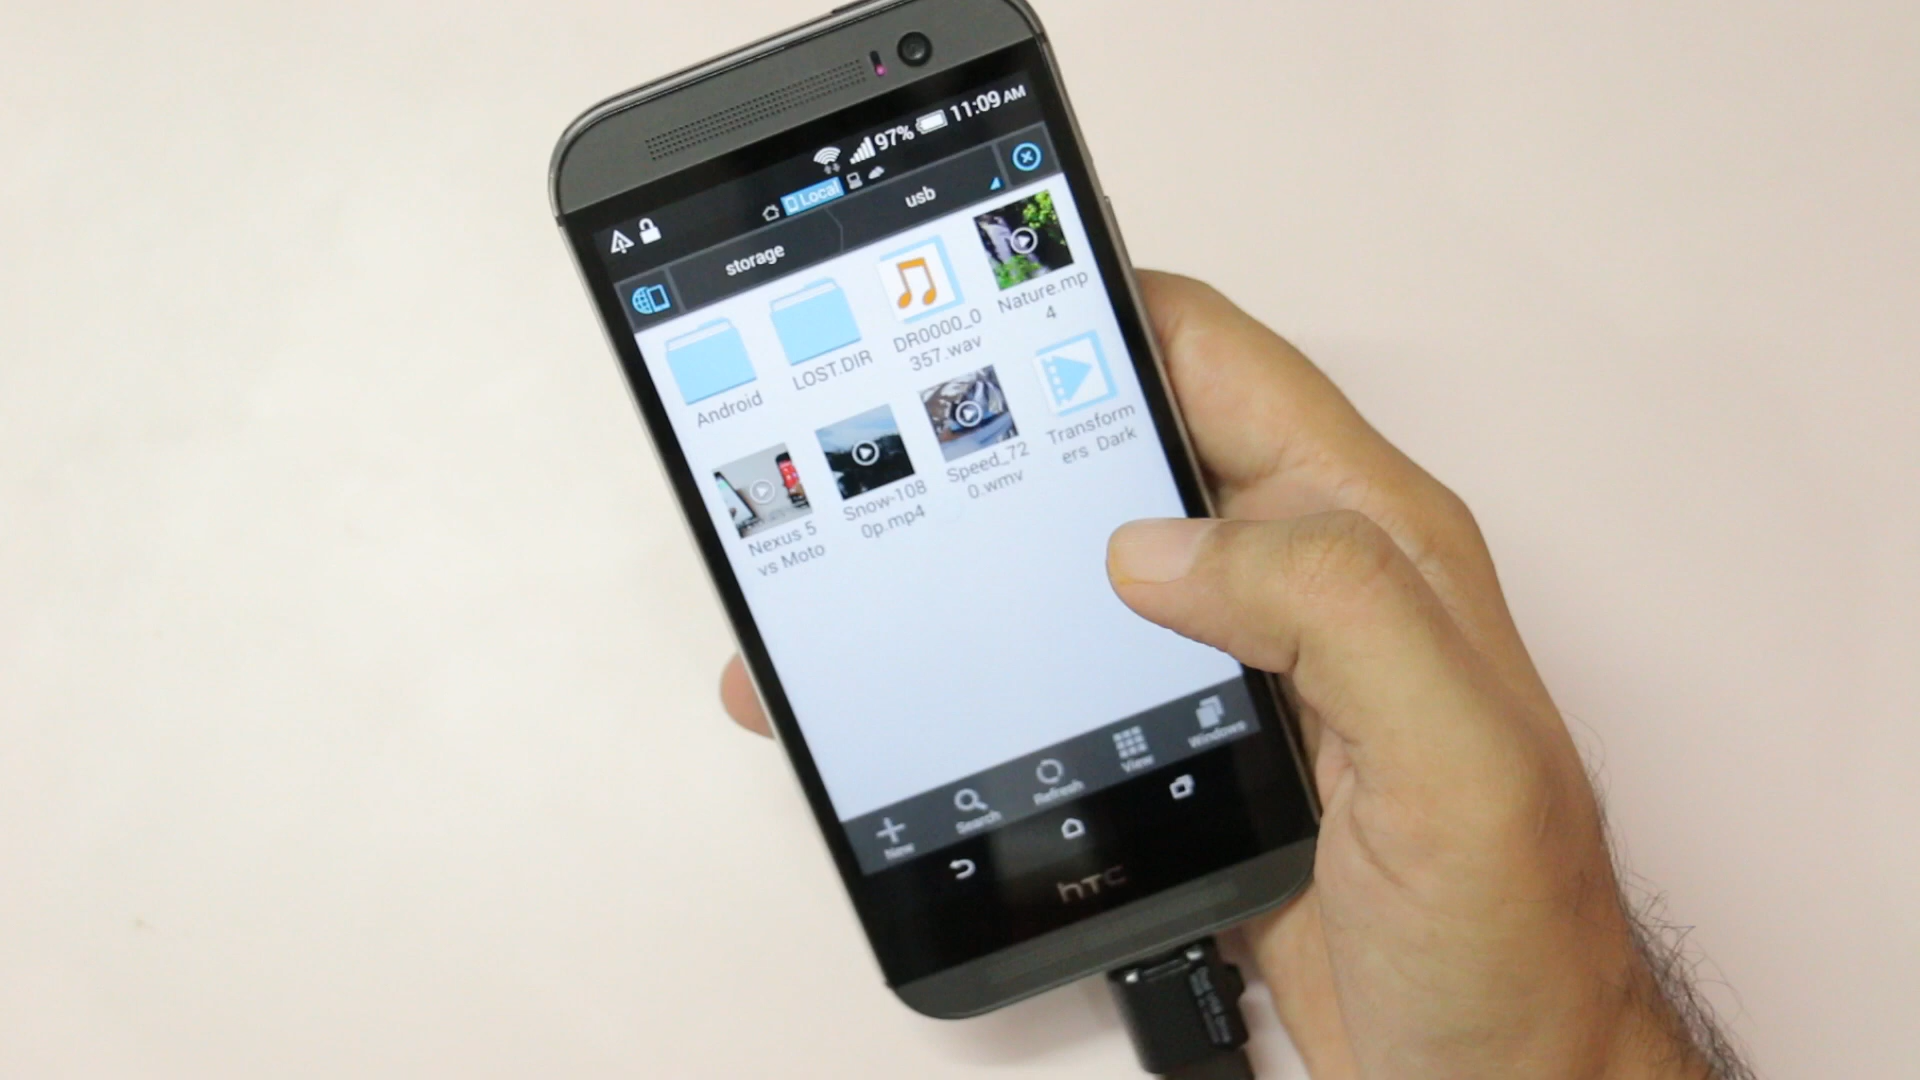 97% 11:09 AM
Local
storage
usb
Android
LOST.DIR
DR0000_0
357.wav
Nature.mp
4
Nexus 5
vs Moto
Snow-108
0p.mp4
Speed_72
0.wmv
Transform
ers Dark
New
Search
Refresh
View
Windows
hTC